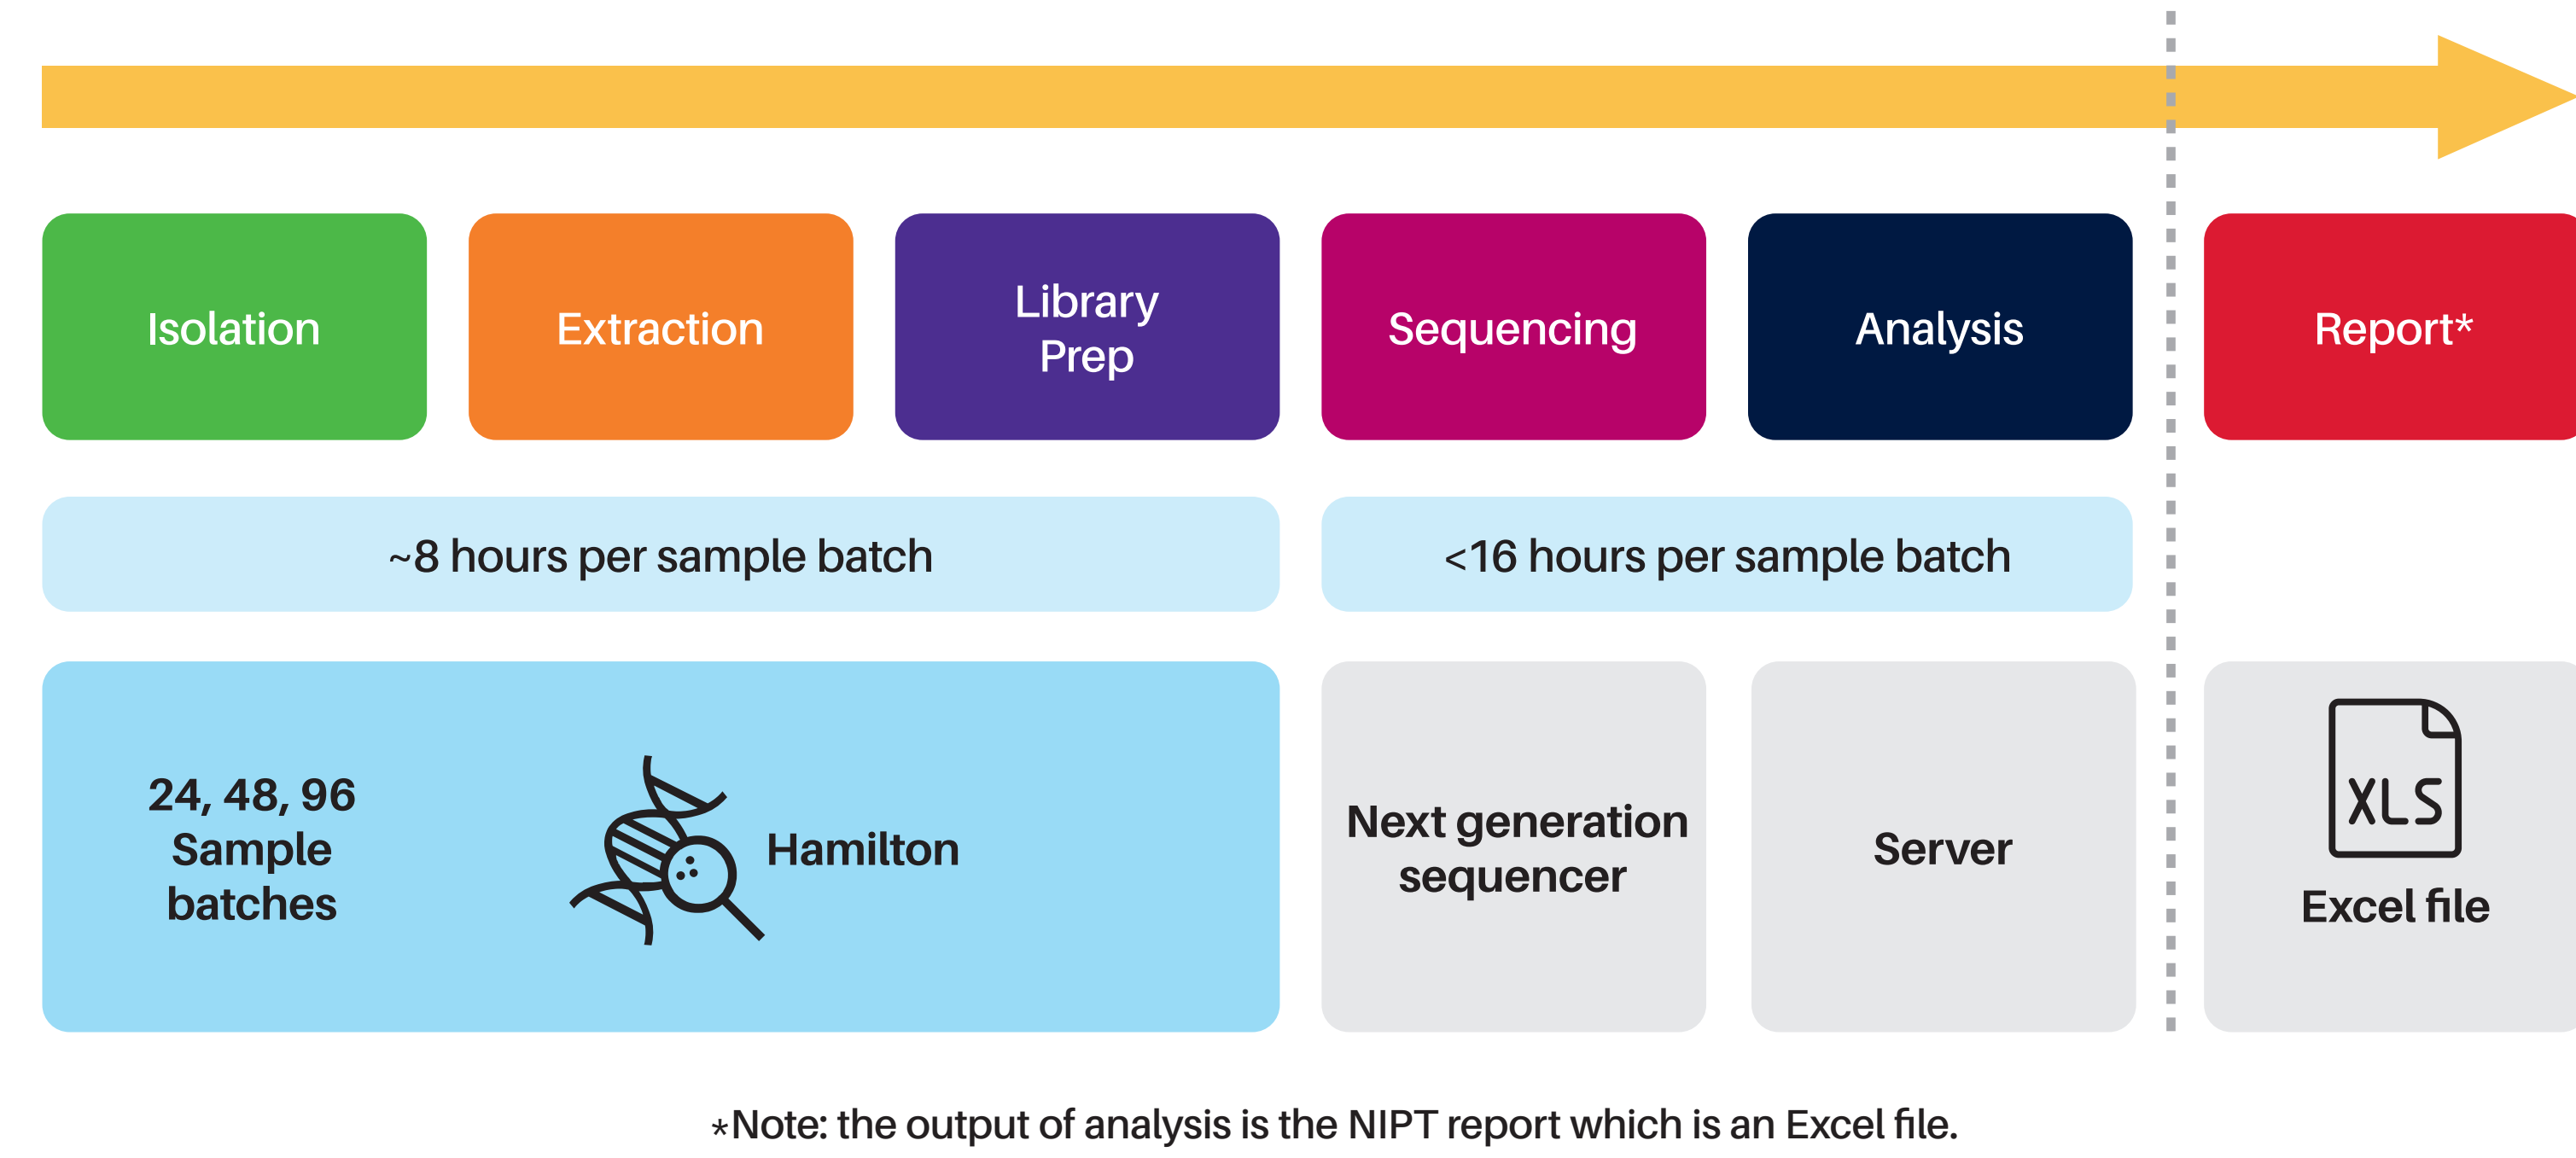 Isolation
Extraction
Library
Prep
Sequencing
Analysis
Report*
~8 hours per sample batch
<16 hours per sample batch
24, 48, 96
Sample
batches
Hamilton
Next generation
sequencer
Server
XLS
Excel file
*Note: the output of analysis is the NIPT report which is an Excel file.